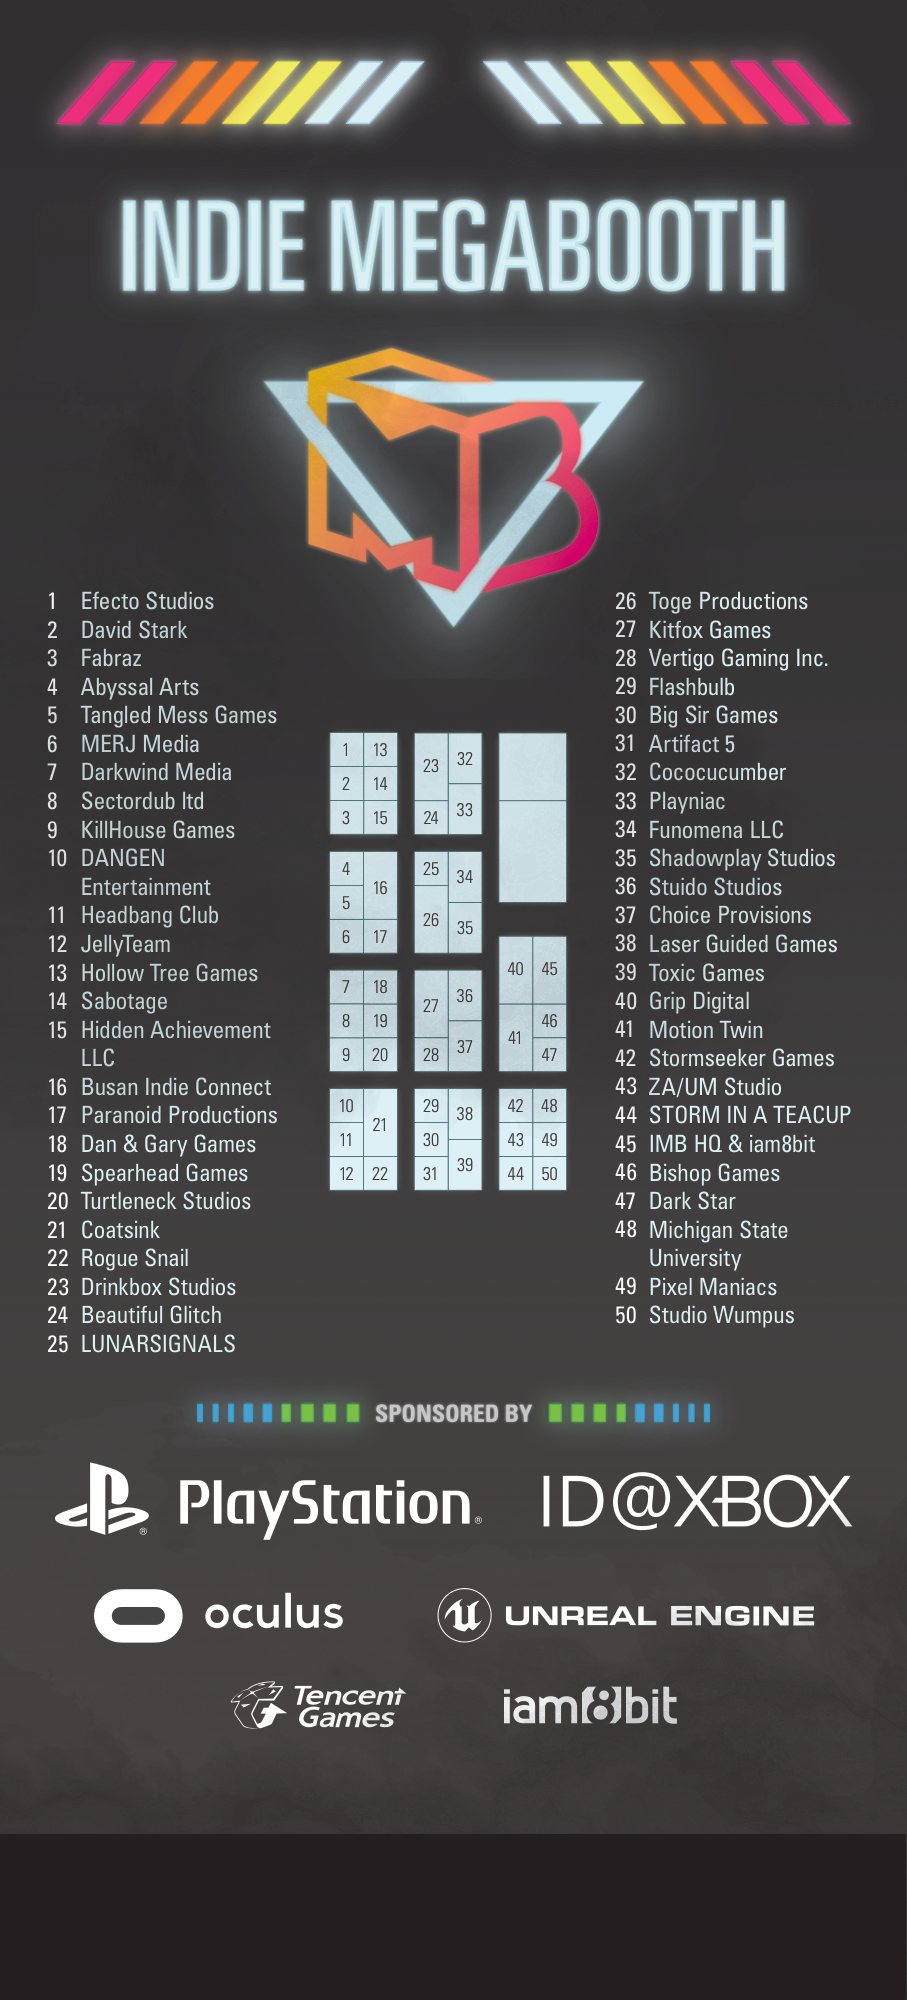 INDIE MEGABOOTH
1 Efecto Studios
2 David Stark
3 Fabraz
4 Abyssal Arts
5 Tangled Mess Games
6 MERJ Media
7 Darkwind Media
8 Sectordub ltd
9 KillHouse Games
10 DANGEN
Entertainment
11 Headbang Club
12 JellyTeam
13 Hollow Tree Games
14 Sabotage
15 Hidden Achievement
LLC
16 Busan Indie Connect
17 Paranoid Productions
18 Dan & Gary Games
19 Spearhead Games
20 Turtleneck Studios
21 Coatsink
22 Rogue Snail
23 Drinkbox Studios
24 Beautiful Glitch
25 LUNARSIGNALS
1 13
2 14
3 15
4
16
5
6 17
7 18
8 19
9 20
10
21
11
12 22
23 32
33
24
25 34
26 35
27 36
28 37
29 38
30
31 39
40 45
41 46
47
42 48
43 49
44 50
26 Toge Productions
27 Kitfox Games
28 Vertigo Gaming Inc.
29 Flashbulb
30 Big Sir Games
31 Artifact 5
32 Cococucumber
33 Playniac
34 Funomena LLC
35 Shadowplay Studios
36 Stuido Studios
37 Choice Provisions
38 Laser Guided Games
39 Toxic Games
40 Grip Digital
41 Motion Twin
42 Stormseeker Games
43 ZA/UM Studio
44 STORM IN A TEACUP
45 IMB HQ & iam8bit
46 Bishop Games
47 Dark Star
48 Michigan State
University
49 Pixel Maniacs
50 Studio Wumpus
SPONSORED BY
PlayStation®
ID@XBOX
oculus
UNREAL ENGINE
Tencent
Games
iam8bit